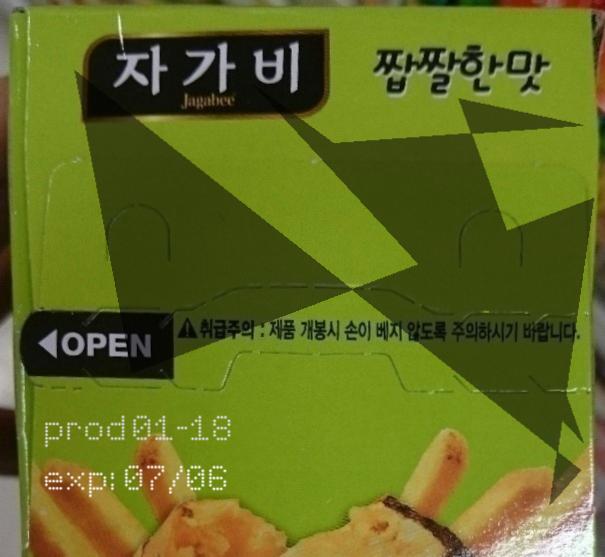 자가비 짭짤한맛
Jagabee
OPEN ⚠취급주의 : 제품 개봉시 손이 베지 않도록 주의하시기 바랍니다.
prod 01-18
exp: 07/06